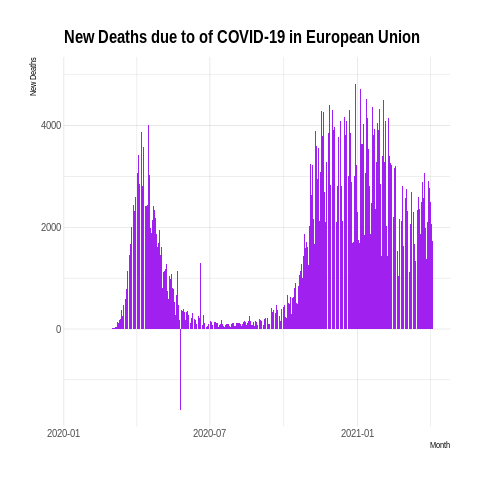 New Deaths due to of COVID-19 in European Union
New Deaths
4000
2000
0
2020-01
2020-07
2021-01
Month